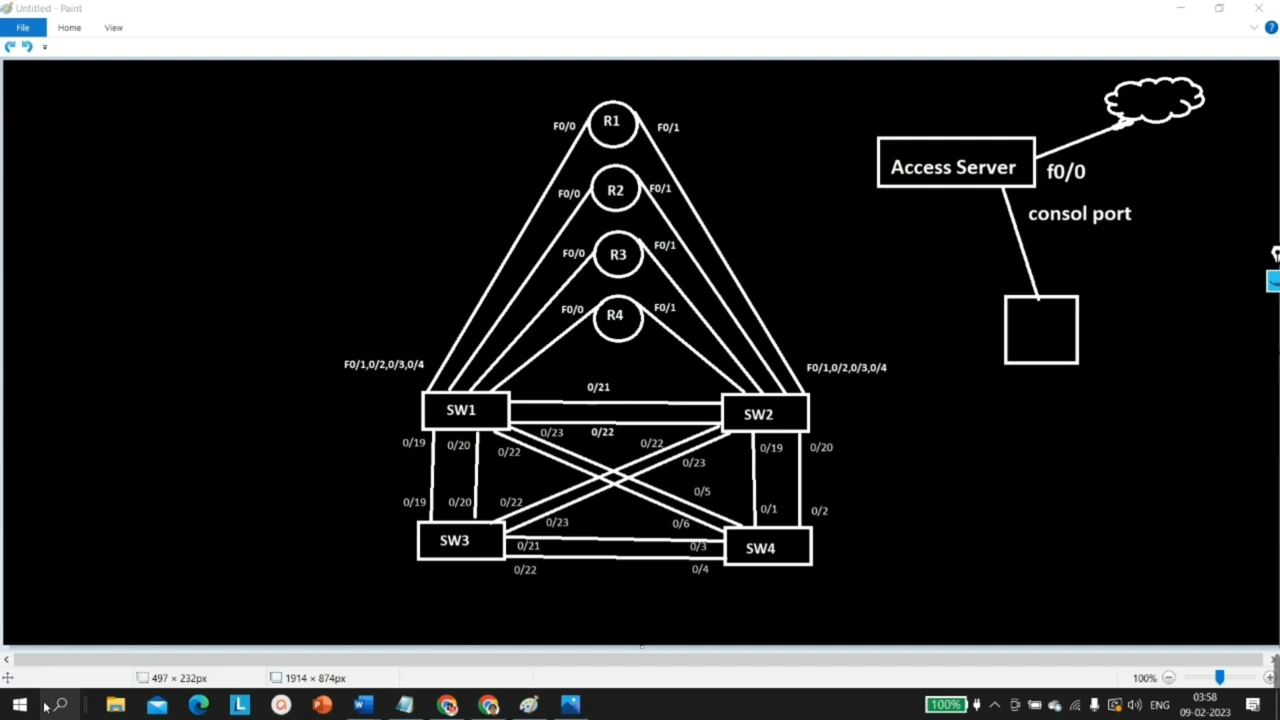 Untitled - Paint
File Home View
R1
F0/0
F0/1
R2
F0/0
F0/1
R3
F0/0
F0/1
R4
F0/0
F0/1
F0/1,0/2,0/3,0/4
F0/1,0/2,0/3,0/4
0/21
SW1
SW2
0/23
0/22
0/22
0/19
0/20
0/22
0/23
0/19
0/20
0/5
0/19
0/20
0/22
0/1
0/2
0/23
0/6
SW3
0/21
0/3
SW4
0/22
0/4
Access Server
f0/0
consol port
497 × 232px
1914 × 874px
100%
100%
ENG
03:58
09-02-2023